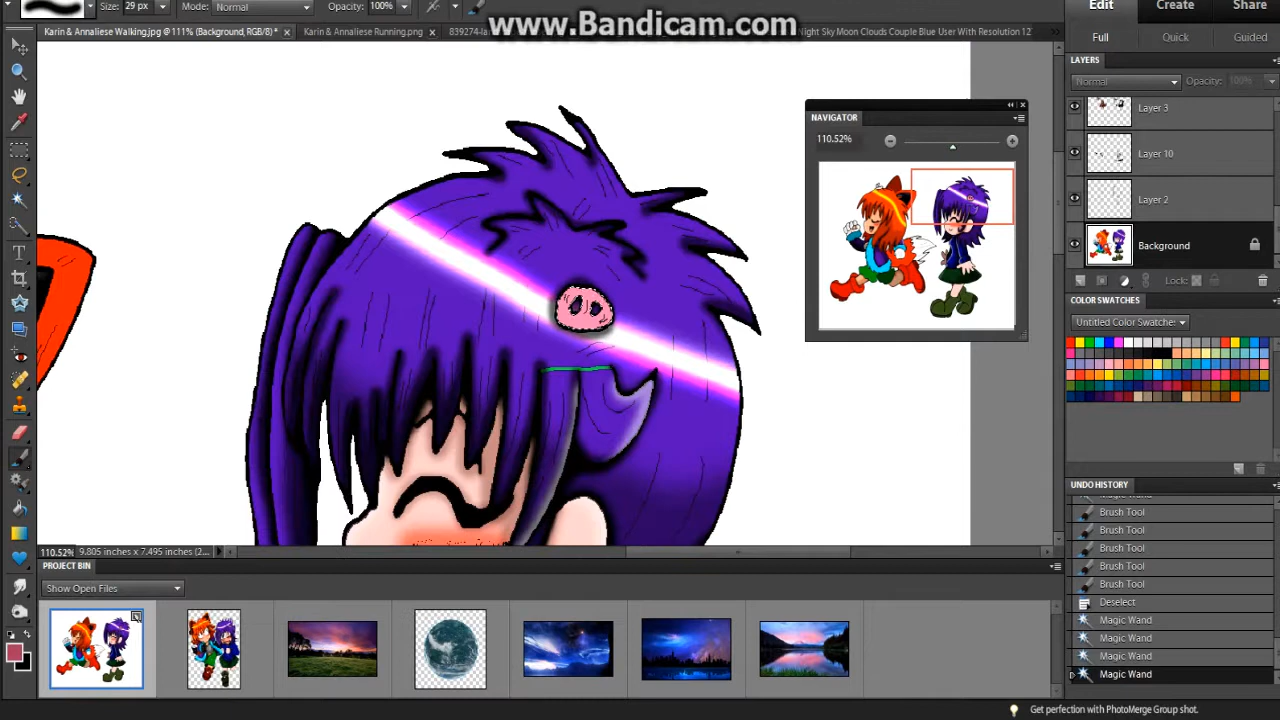 www.Bandicam.com
Size: 29 px
Mode: Normal
Opacity: 100%
Edit
Create
Share
Karin & Annaliese Walking.jpg @ 111% (Background, RGB/8) *
Karin & Annaliese Running.png
Night Sky Moon Clouds Couple Blue User With Resolution 12
Full
Quick
Guided
LAYERS
Normal
Opacity: 100%
Layer 3
Layer 10
Layer 2
Background
Lock:
NAVIGATOR
110.52%
COLOR SWATCHES
Untitled Color Swatches
UNDO HISTORY
Brush Tool
Brush Tool
Brush Tool
Brush Tool
Brush Tool
Deselect
Magic Wand
Magic Wand
Magic Wand
Magic Wand
110.52%
9.805 inches x 7.495 inches (2...
PROJECT BIN
Show Open Files
Get perfection with PhotoMerge Group shot.